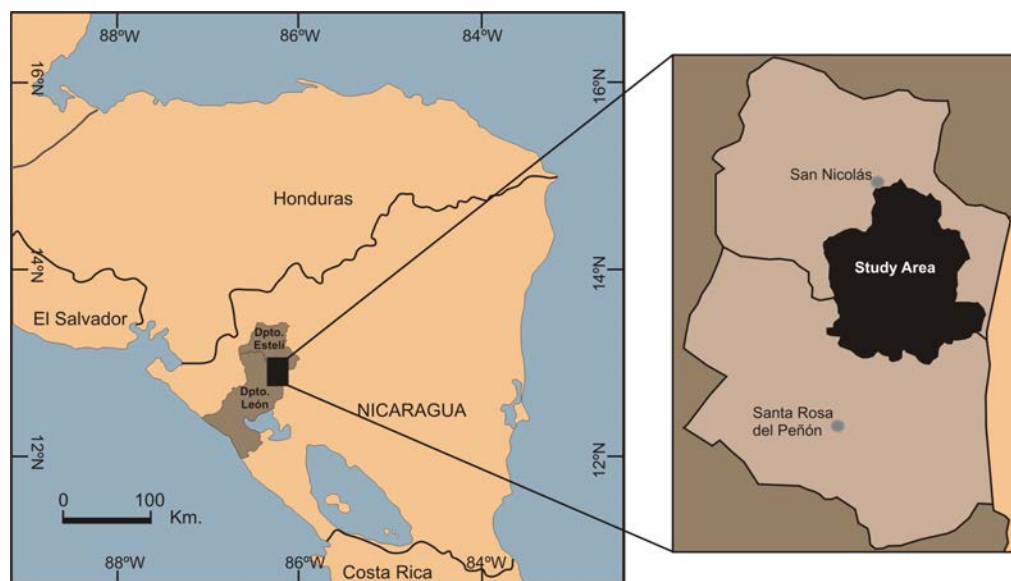 88ºW
86ºW
84ºW
16ºN
16ºN
Honduras
14ºN
14ºN
El Salvador
Dpto.
Estelí
Dpto.
León
NICARAGUA
12ºN
12ºN
0
100
Km.
88ºW
86ºW
84ºW
Costa Rica
San Nicolás
Study Area
Santa Rosa
del Peñón